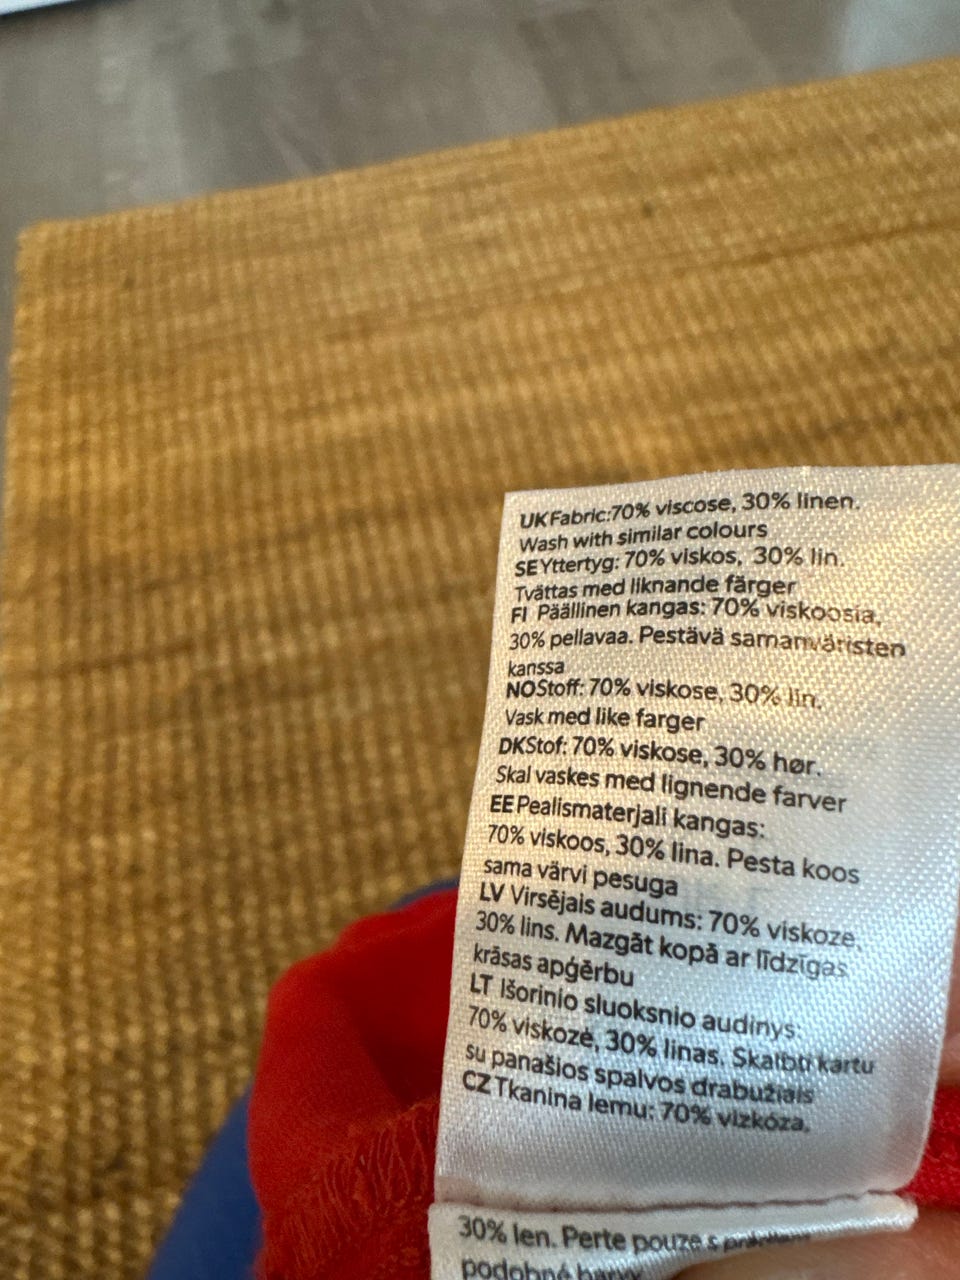 UK Fabric:70% viscose, 30% linen.
Wash with similar colours
SE Yttertyg: 70% viskos, 30% lin.
Tvättas med liknande färger
FI Päällinen kangas: 70% viskoosia,
30% pellavaa. Pestävä samanväristen
kanssa
NO Stoff: 70% viskose, 30% lin.
Vask med like farger
DK Stof: 70% viskose, 30% hør.
Skal vaskes med lignende farver
EE Pealismaterjali kangas:
70% viskoos, 30% lina. Pesta koos
sama värvi pesuga
LV Virsējais audums: 70% viskoze,
30% lins. Mazgāt kopā ar līdzīgas
krāsas apģērbu
LT Išorinio sluoksnio audinys:
70% viskozė, 30% linas. Skalbti kartu
su panašios spalvos drabužiais
CZ Tkanina lemu: 70% vizkóza,
30% len. Perte pouze s
podobné